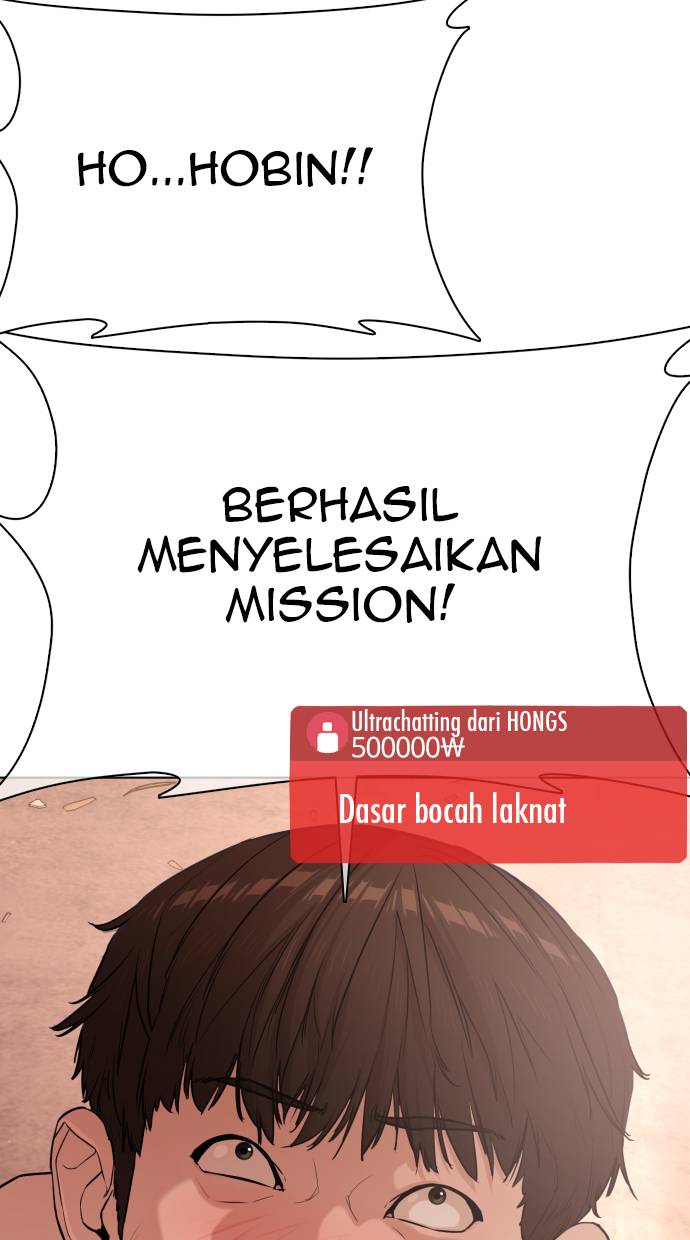 HO...HOBIN!!
BERHASIL
MENYELESAIKAN
MISSION!
Ultrachatting dari HONGS
500000₩
Dasar bocah laknat